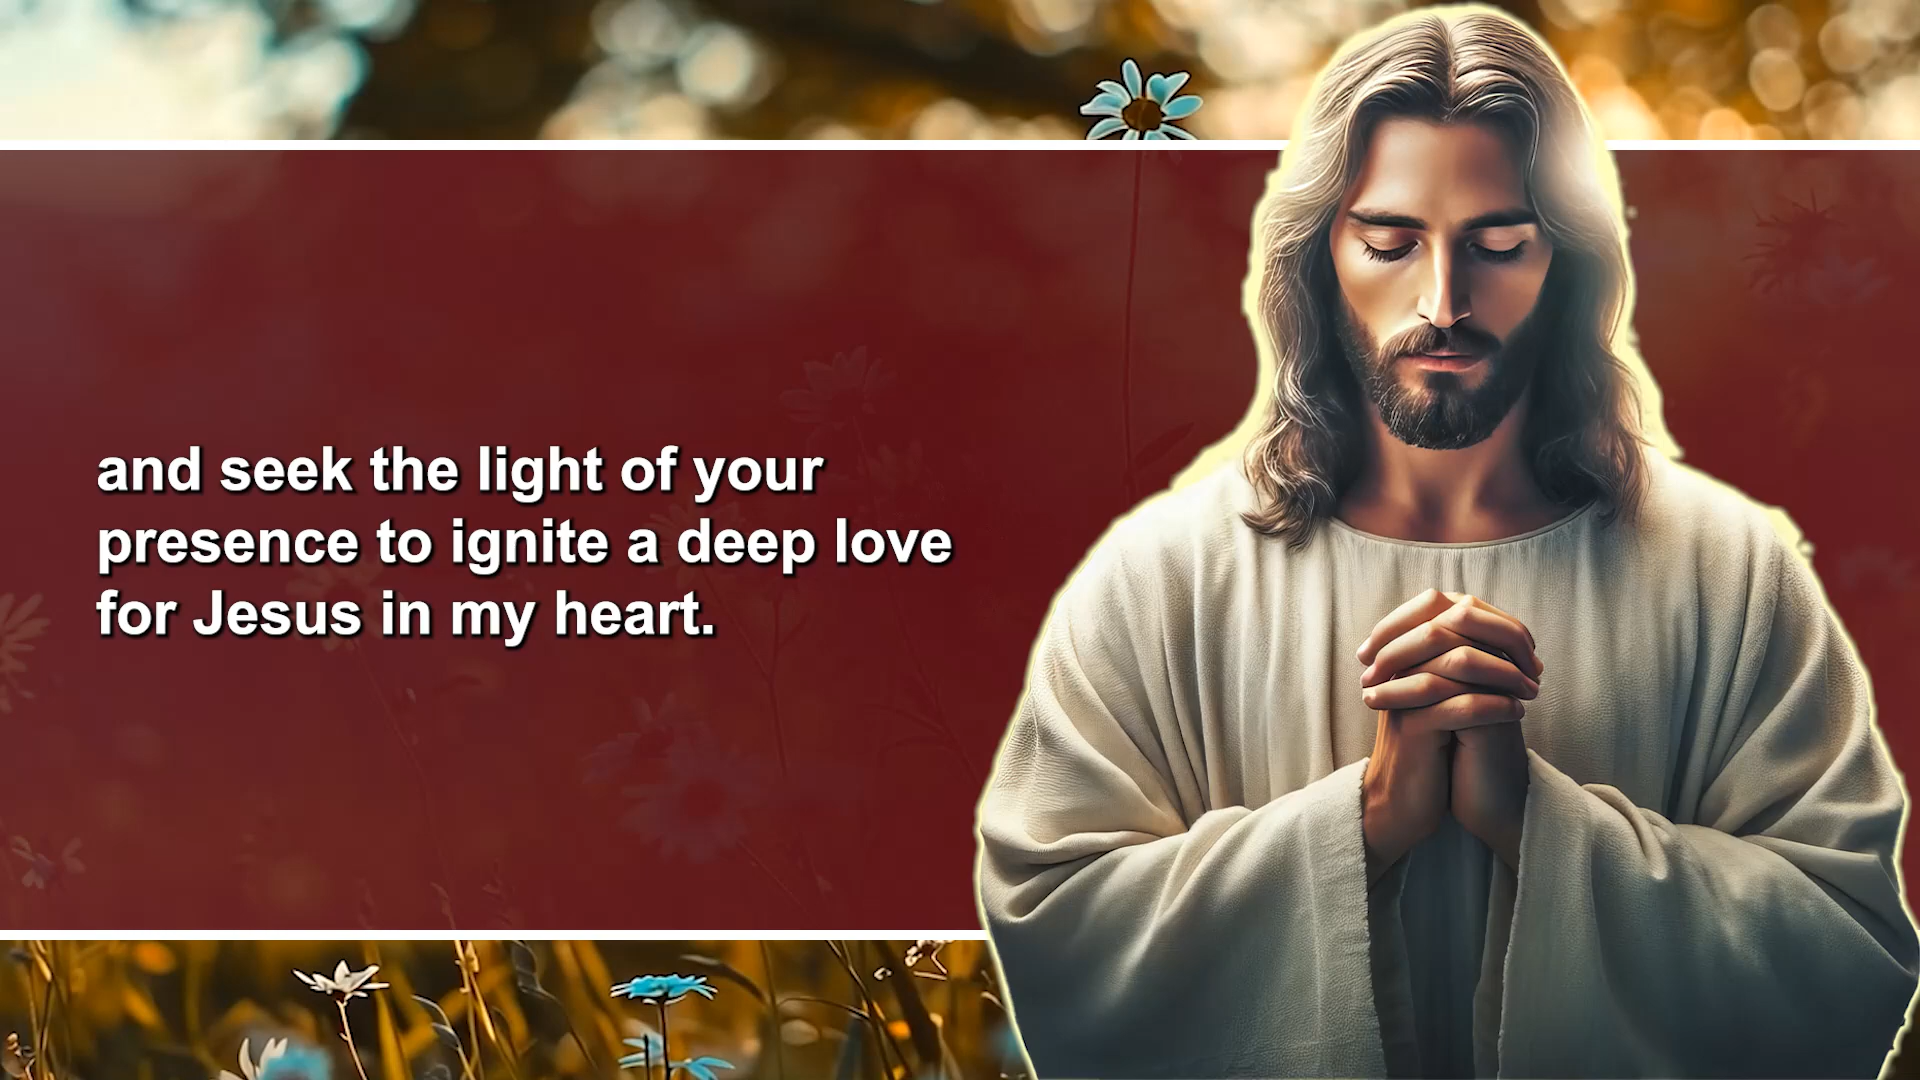 and seek the light of your
presence to ignite a deep love
for Jesus in my heart.